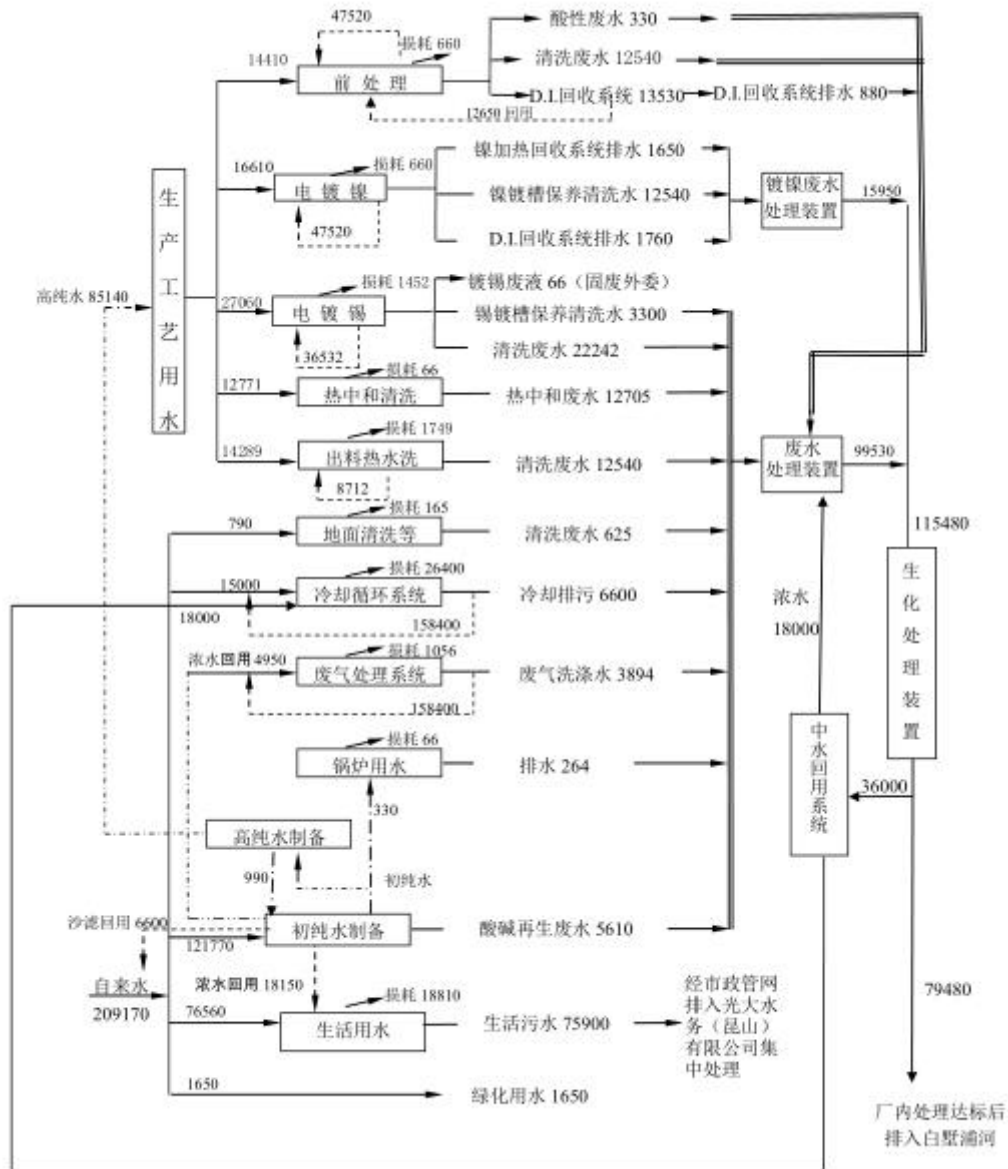 47520
损耗 660
酸性废水 330
14410
前 处 理
清洗废水 12540
D.I.回收系统 13530
D.I.回收系统排水 880
12650 回用
16610
损耗 660
电 镀 镍
47520
镍加热回收系统排水 1650
镍镀槽保养清洗水 12540
D.I.回收系统排水 1760
镀镍废水
处理装置
15950
生产工艺用水
高纯水 85140
27060
损耗 1452
电 镀 锡
36532
镀锡废液 66（固废外委）
锡镀槽保养清洗水 3300
清洗废水 22242
12771
损耗 66
热中和清洗
热中和废水 12705
14289
损耗 1749
出料热水洗
8712
清洗废水 12540
废水
处理装置
99530
790
损耗 165
地面清洗等
清洗废水 625
115480
15000
18000
损耗 26400
冷却循环系统
158400
冷却排污 6600
浓水
18000
生化处理装置
浓水回用 4950
损耗 1056
废气处理系统
158400
废气洗涤水 3894
损耗 66
锅炉用水
排水 264
330
中水回用系统
36000
高纯水制备
990
初纯水
沙滤回用 6600
121770
初纯水制备
酸碱再生废水 5610
自来水
209170
浓水回用 18150
76560
损耗 18810
生活用水
生活污水 75900
经市政管网
排入光大水
务（昆山）
有限公司集
中处理
79480
1650
绿化用水 1650
厂内处理达标后
排入白墅浦河